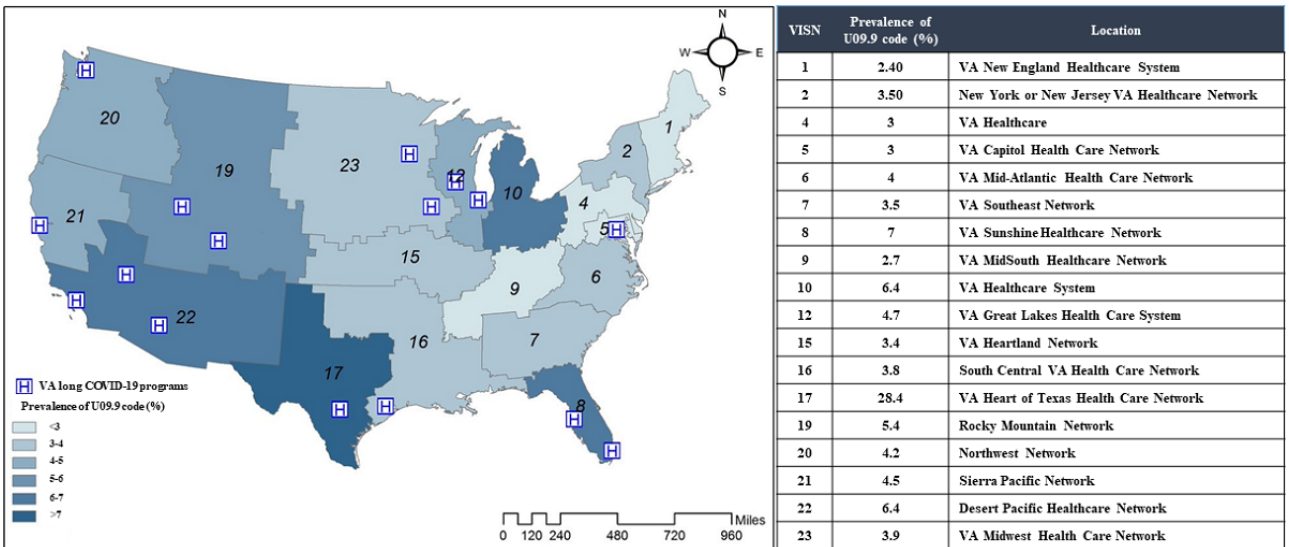 N
W E
S
1
2
20
19
23
12
10
4
21
5
15
6
9
22
16
7
17
8
H VA long COVID-19 programs
Prevalence of U09.9 code (%)
<3
3-4
4-5
5-6
6-7
>7
Miles
0 120 240 480 720 960
VISN Prevalence of U09.9 code (%) Location
1 2.40 VA New England Healthcare System
2 3.50 New York or New Jersey VA Healthcare Network
4 3 VA Healthcare
5 3 VA Capitol Health Care Network
6 4 VA Mid-Atlantic Health Care Network
7 3.5 VA Southeast Network
8 7 VA Sunshine Healthcare Network
9 2.7 VA MidSouth Healthcare Network
10 6.4 VA Healthcare System
12 4.7 VA Great Lakes Health Care System
15 3.4 VA Heartland Network
16 3.8 South Central VA Health Care Network
17 28.4 VA Heart of Texas Health Care Network
19 5.4 Rocky Mountain Network
20 4.2 Northwest Network
21 4.5 Sierra Pacific Network
22 6.4 Desert Pacific Healthcare Network
23 3.9 VA Midwest Health Care Network